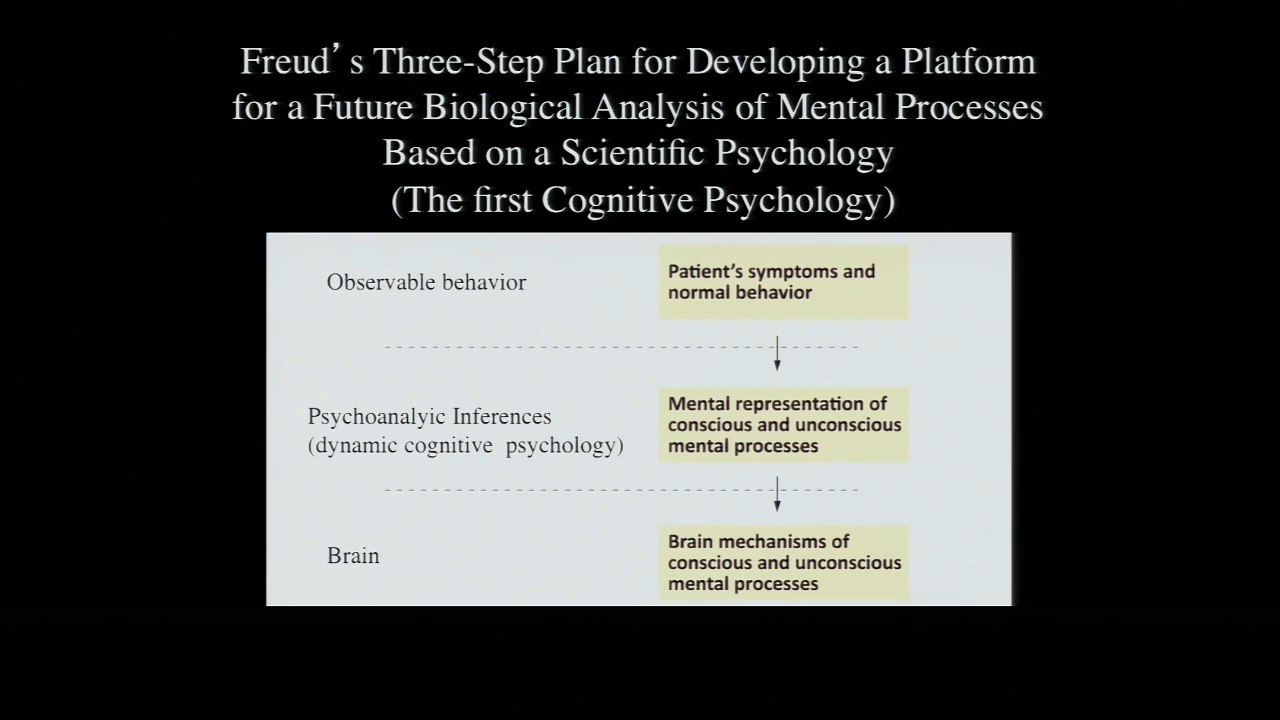 Freud’s Three-Step Plan for Developing a Platform
for a Future Biological Analysis of Mental Processes
Based on a Scientific Psychology
(The first Cognitive Psychology)
Observable behavior
Patient’s symptoms and
normal behavior
Psychoanalyic Inferences
(dynamic cognitive psychology)
Mental representation of
conscious and unconscious
mental processes
Brain
Brain mechanisms of
conscious and unconscious
mental processes